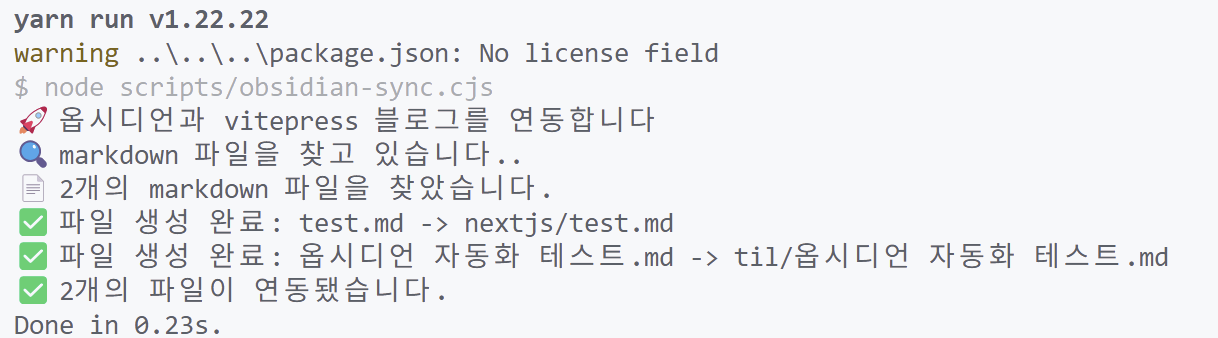 yarn run v1.22.22
warning ..\..\..\package.json: No license field
$ node scripts/obsidian-sync.cjs
🚀 옵시디언과 vitepress 블로그를 연동합니다
🔍 markdown 파일을 찾고 있습니다..
📄 2개의 markdown 파일을 찾았습니다.
✅ 파일 생성 완료: test.md -> nextjs/test.md
✅ 파일 생성 완료: 옵시디언 자동화 테스트.md -> til/옵시디언 자동화 테스트.md
✅ 2개의 파일이 연동됐습니다.
Done in 0.23s.